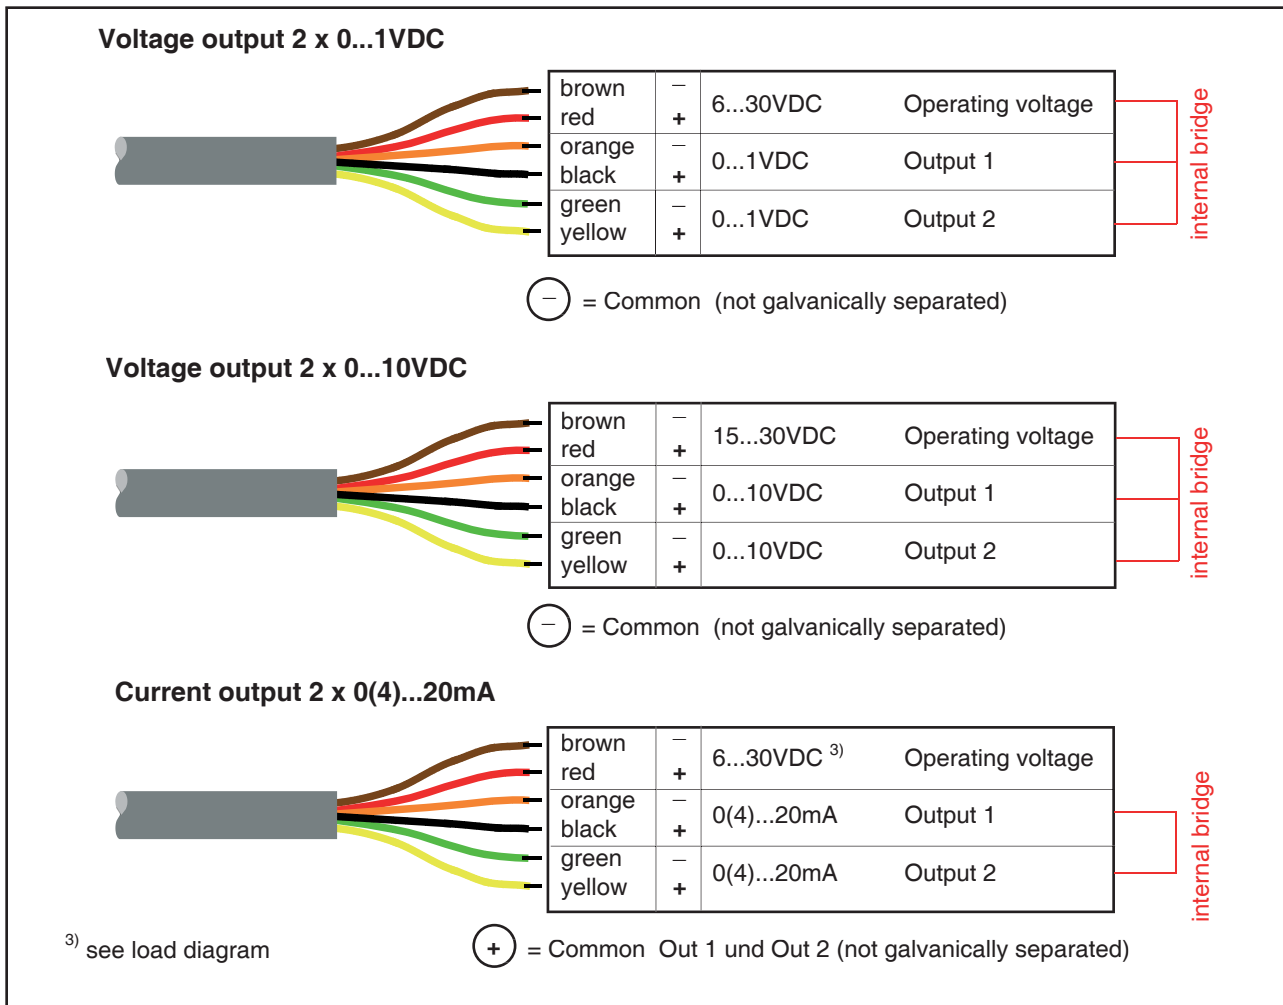 Voltage output 2 x 0...1VDC
brown − 6...30VDC Operating voltage
red +
orange − 0...1VDC Output 1
black +
green − 0...1VDC Output 2
yellow +
internal bridge
− = Common (not galvanically separated)
Voltage output 2 x 0...10VDC
brown − 15...30VDC Operating voltage
red +
orange − 0...10VDC Output 1
black +
green − 0...10VDC Output 2
yellow +
internal bridge
− = Common (not galvanically separated)
Current output 2 x 0(4)...20mA
brown − 6...30VDC 3) Operating voltage
red +
orange − 0(4)...20mA Output 1
black +
green − 0(4)...20mA Output 2
yellow +
internal bridge
3) see load diagram
+ = Common Out 1 und Out 2 (not galvanically separated)